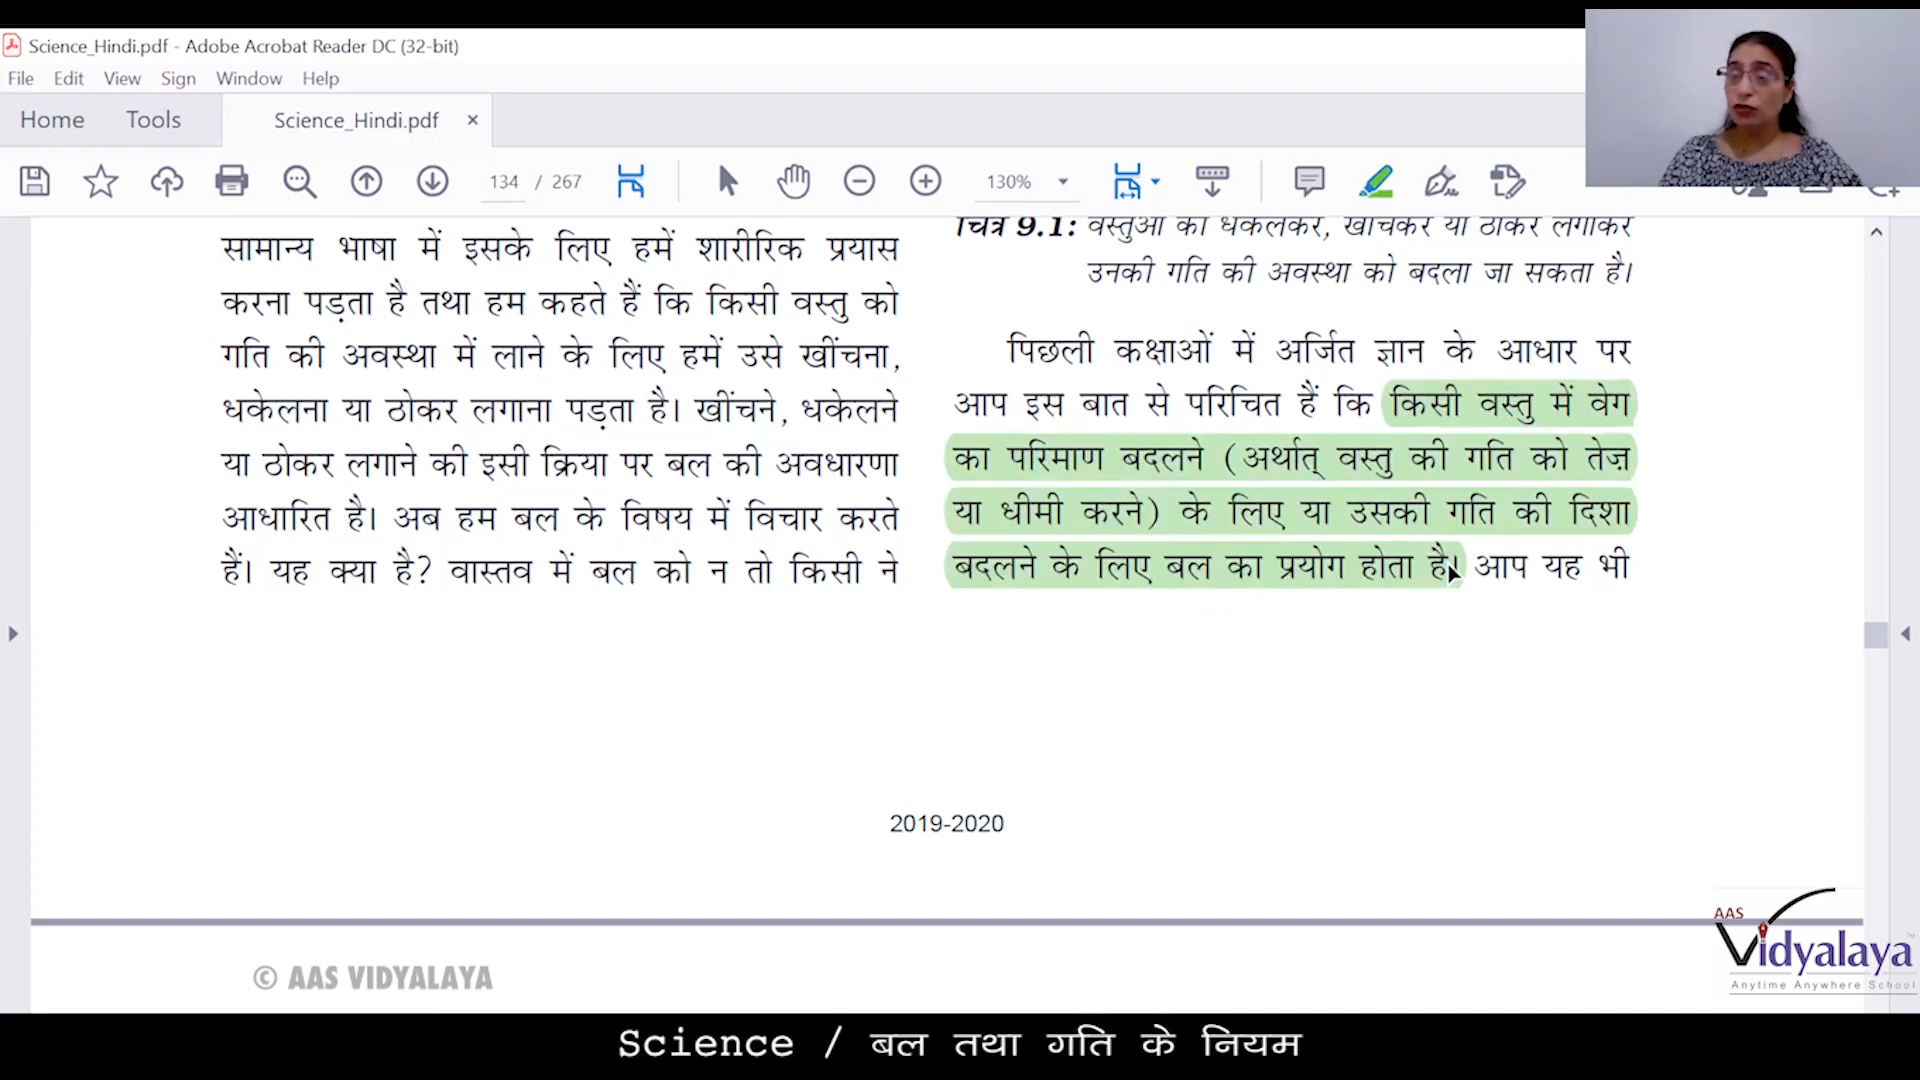 Science_Hindi.pdf - Adobe Acrobat Reader DC (32-bit)
File Edit View Sign Window Help
Home Tools Science_Hindi.pdf ×
134 / 267 130%
सामान्य भाषा में इसके लिए हमें शारीरिक प्रयास
करना पड़ता है तथा हम कहते हैं कि किसी वस्तु को
गति की अवस्था में लाने के लिए हमें उसे खींचना,
धकेलना या ठोकर लगाना पड़ता है। खींचने, धकेलने
या ठोकर लगाने की इसी क्रिया पर बल की अवधारणा
आधारित है। अब हम बल के विषय में विचार करते
हैं। यह क्या है? वास्तव में बल को न तो किसी ने
चित्र 9.1: वस्तुओं को धकेलकर, खींचकर या ठोकर लगाकर
उनकी गति की अवस्था को बदला जा सकता है।
पिछली कक्षाओं में अर्जित ज्ञान के आधार पर
आप इस बात से परिचित हैं कि किसी वस्तु में वेग
का परिमाण बदलने (अर्थात् वस्तु की गति को तेज़
या धीमी करने) के लिए या उसकी गति की दिशा
बदलने के लिए बल का प्रयोग होता है। आप यह भी
2019-2020
© AAS VIDYALAYA
AAS
Vidyalaya
Anytime Anywhere School
Science / बल तथा गति के नियम